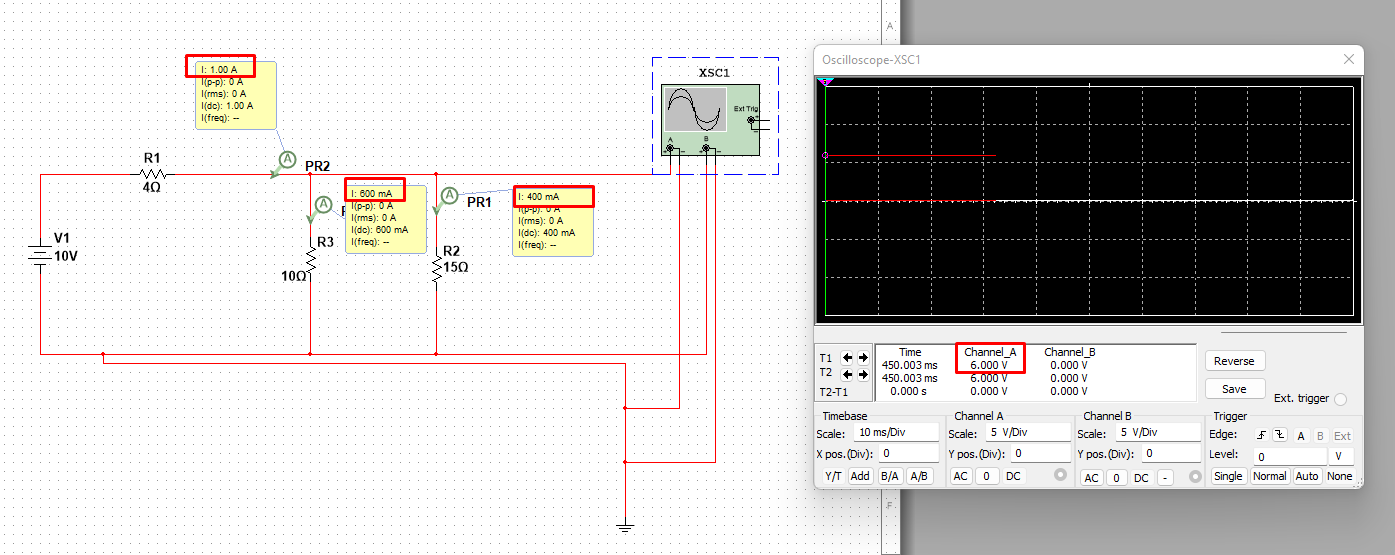 A
I: 1.00 A
I(p-p): 0 A
I(rms): 0 A
I(dc): 1.00 A
I(freq): --
XSC1
Ext Trig
+
A
B
R1
4Ω
PR2
I: 600 mA
I(p-p): 0 A
I(rms): 0 A
I(dc): 600 mA
I(freq): --
PR1
I: 400 mA
I(p-p): 0 A
I(rms): 0 A
I(dc): 400 mA
I(freq): --
V1
10V
R3
10Ω
R2
15Ω
Oscilloscope-XSC1
Time Channel_A Channel_B
T1 450.003 ms 6.000 V 0.000 V
T2 450.003 ms 6.000 V 0.000 V
T2-T1 0.000 s 0.000 V 0.000 V
Reverse
Save
Ext. trigger
Timebase
Scale: 10 ms/Div
X pos.(Div): 0
Y/T Add B/A A/B
Channel A
Scale: 5 V/Div
Y pos.(Div): 0
AC 0 DC
Channel B
Scale: 5 V/Div
Y pos.(Div): 0
AC 0 DC -
Trigger
Edge: A B Ext
Level: 0 V
Single Normal Auto None
F